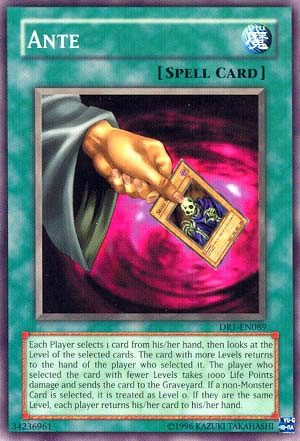 ANTE
[SPELL CARD]
DR1-EN089
Each Player selects 1 card from his/her hand, then looks at the
Level of the selected cards. The card with more Levels returns
to the hand of the player who selected it. The player who
selected the card with fewer Levels takes 1000 Life Points
damage and sends the card to the Graveyard. If a non-Monster
Card is selected, it is treated as Level 0. If they are the same
Level, each player returns his/her card to his/her hand.
34236961
©1996 KAZUKI TAKAHASHI